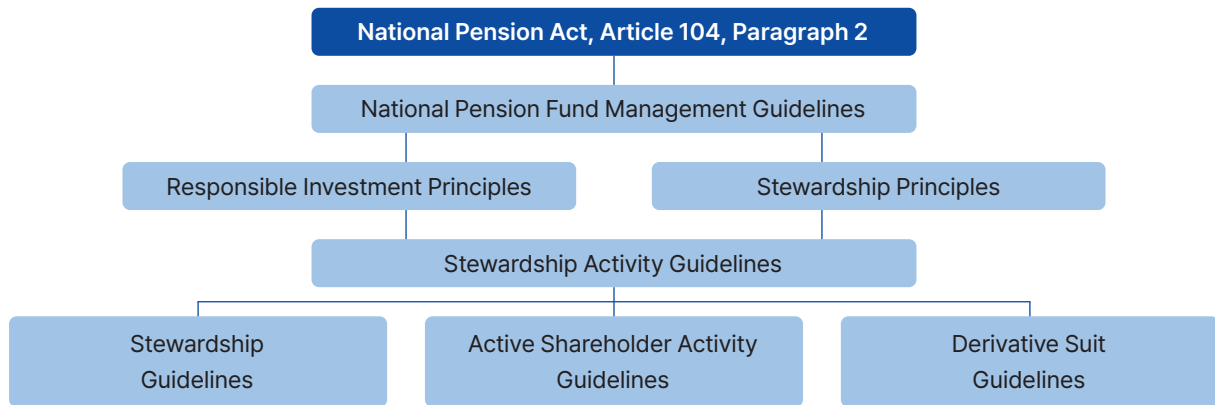 National Pension Act, Article 104, Paragraph 2
National Pension Fund Management Guidelines
Responsible Investment Principles
Stewardship Principles
Stewardship Activity Guidelines
Stewardship
Guidelines
Active Shareholder Activity
Guidelines
Derivative Suit
Guidelines